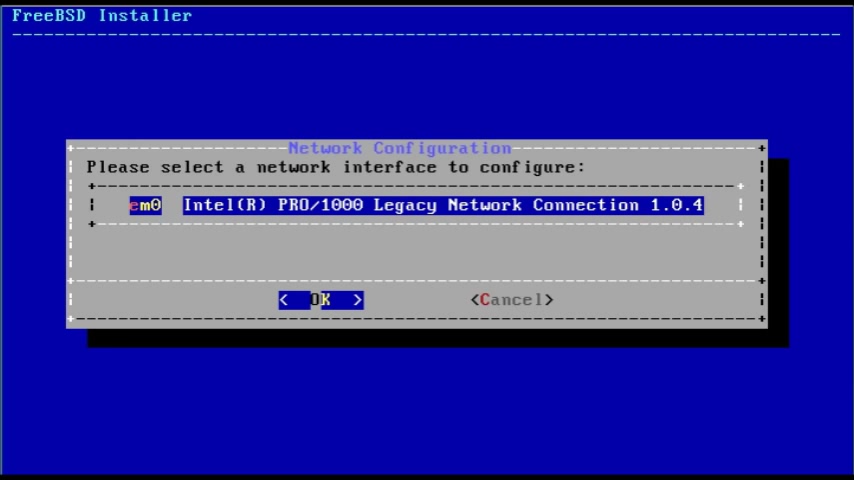 FreeBSD Installer
Network Configuration
Please select a network interface to configure:
em0 Intel(R) PRO/1000 Legacy Network Connection 1.0.4
< OK > <Cancel>